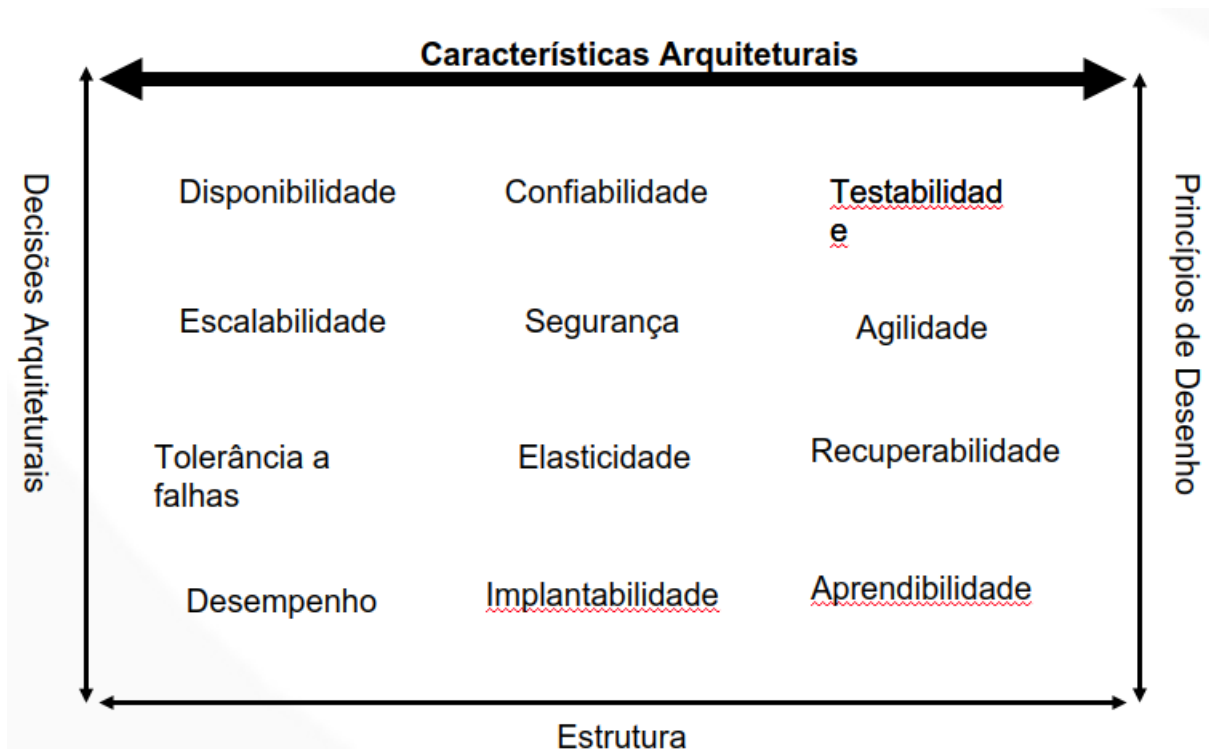 Características Arquiteturais
Decisões Arquiteturais
Princípios de Desenho
Disponibilidade
Confiabilidade
Testabilidad
e
Escalabilidade
Segurança
Agilidade
Tolerância a
falhas
Elasticidade
Recuperabilidade
Desempenho
Implantabilidade
Aprendibilidade
Estrutura